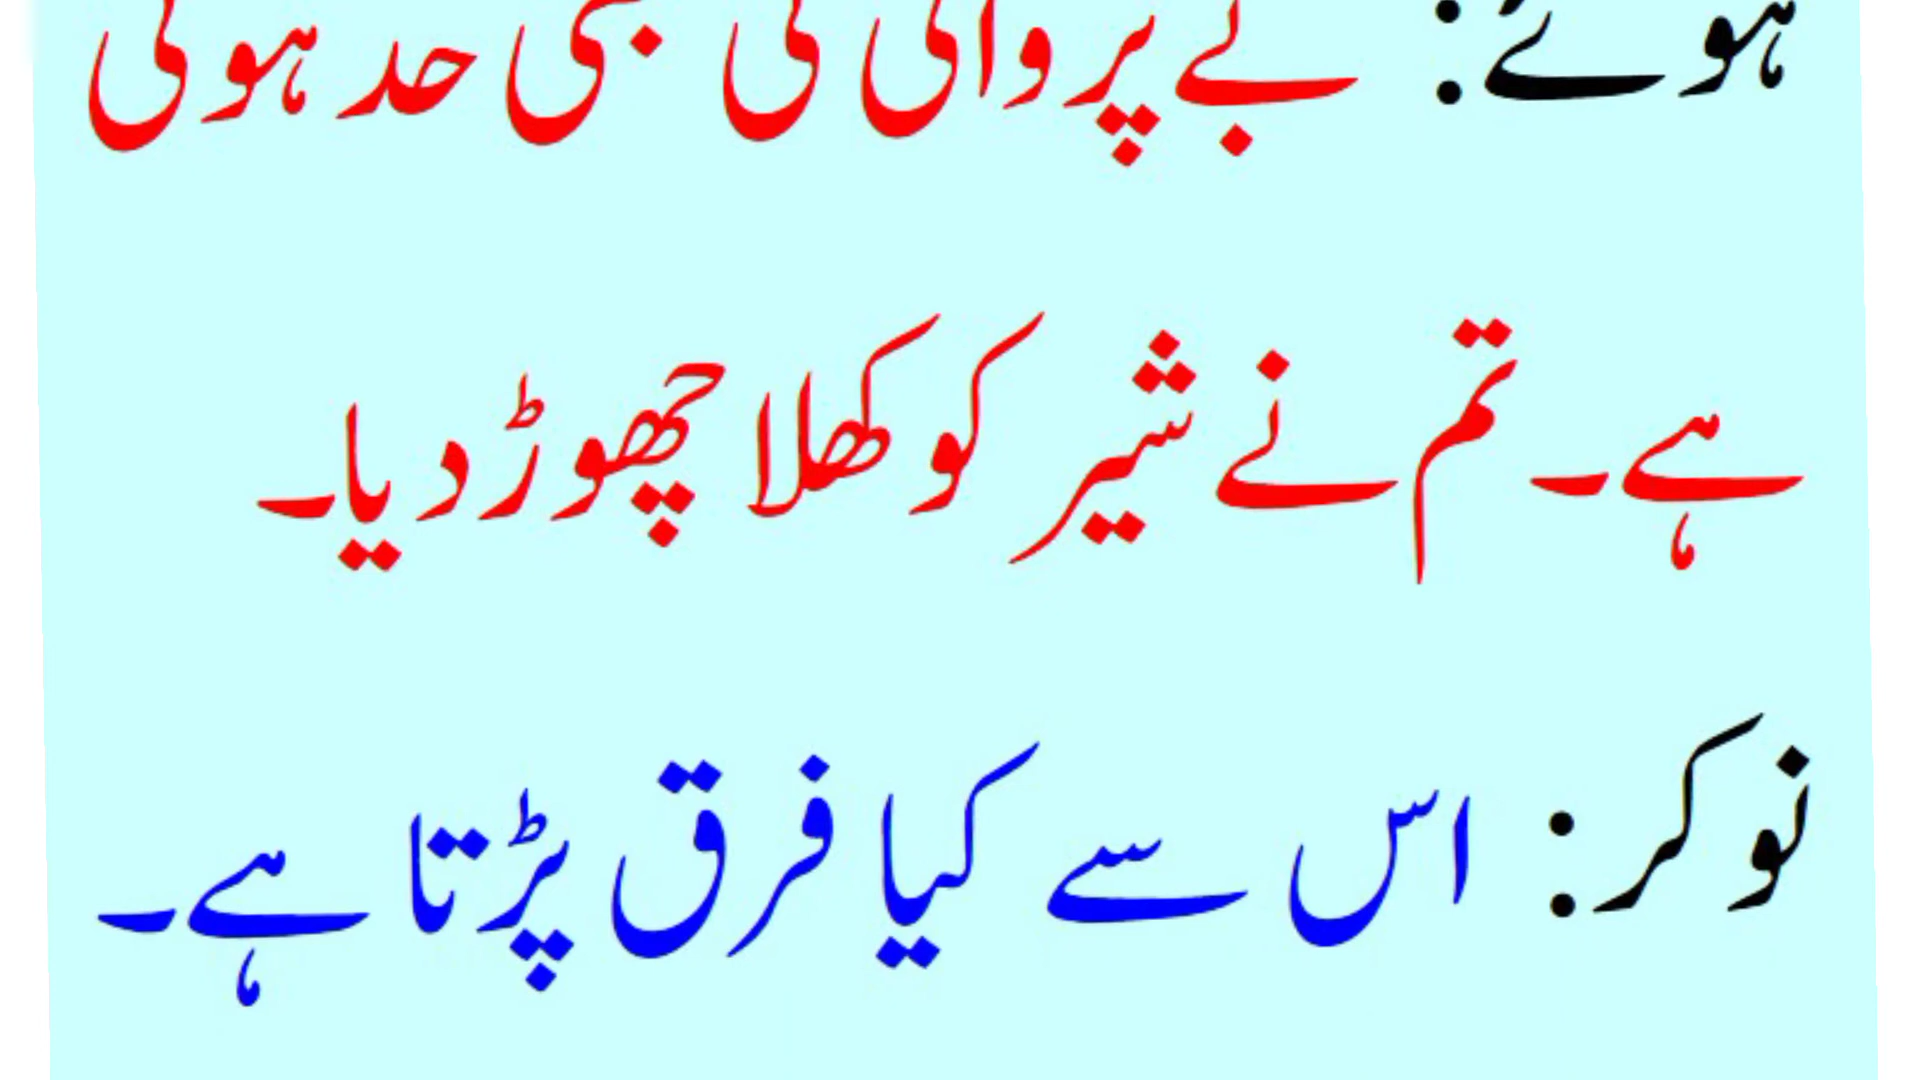 ہوئے: بے پروائی کی بھی حد ہوتی
ہے۔ تم نے شیر کو کھلا چھوڑ دیا۔
نوکر: اس سے کیا فرق پڑتا ہے۔